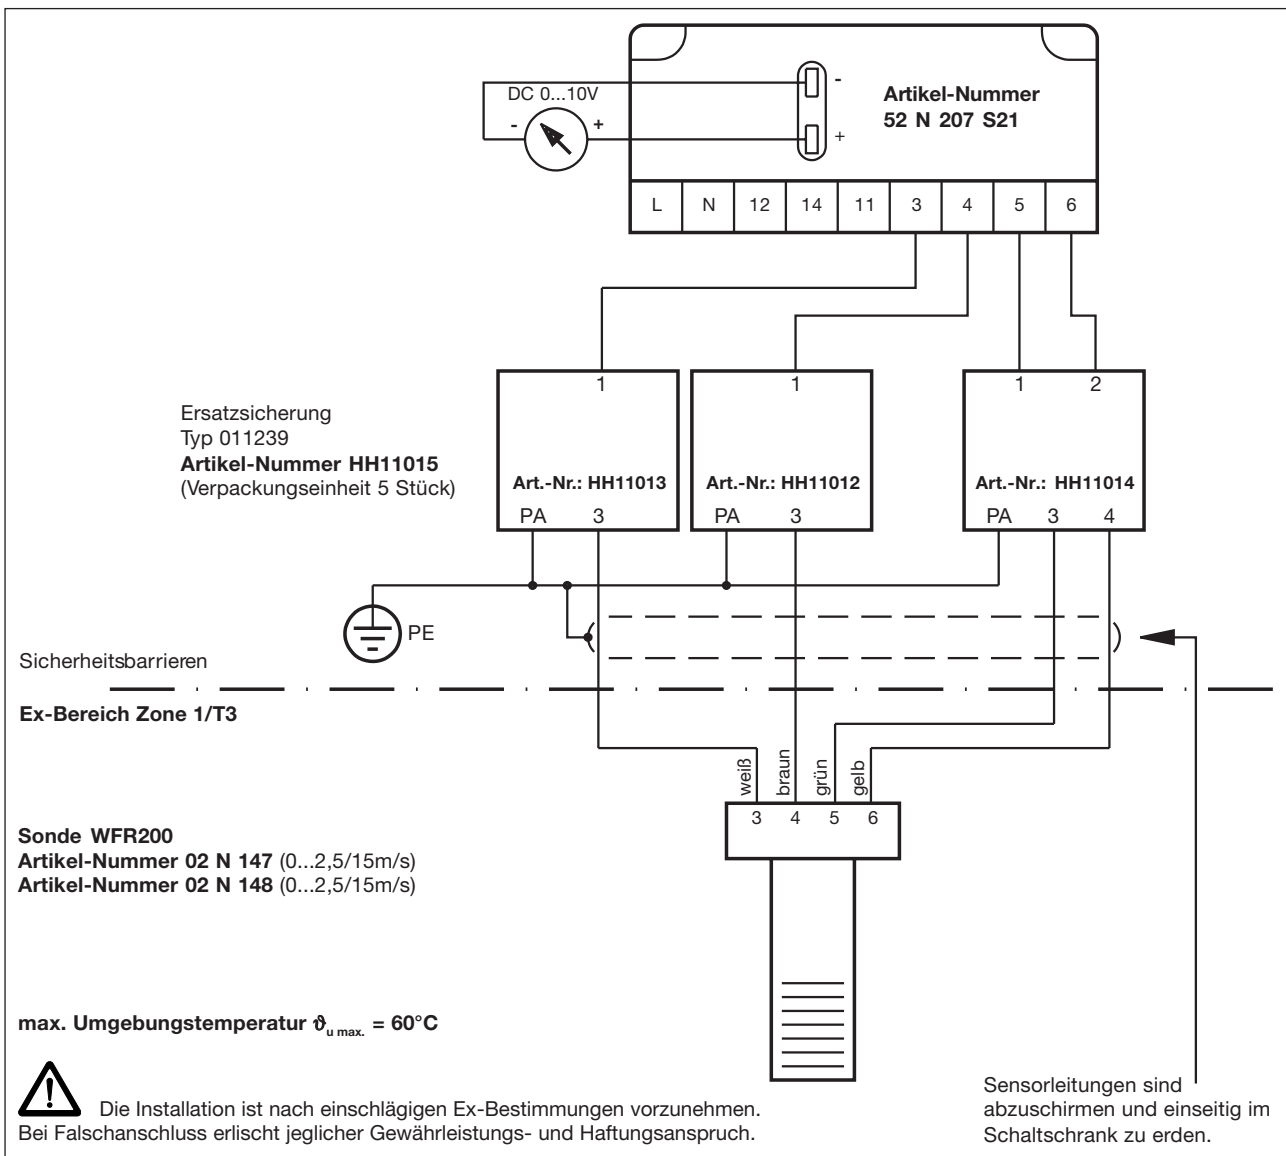 DC 0...10V
- +
-
+
Artikel-Nummer
52 N 207 S21
L N 12 14 11 3 4 5 6
1 1 1 2
Ersatzsicherung
Typ 011239
Artikel-Nummer HH11015
(Verpackungseinheit 5 Stück)
Art.-Nr.: HH11013 Art.-Nr.: HH11012 Art.-Nr.: HH11014
PA 3 PA 3 PA 3 4
PE
Sicherheitsbarrieren
Ex-Bereich Zone 1/T3
weiß braun grün gelb
3 4 5 6
Sonde WFR200
Artikel-Nummer 02 N 147 (0...2,5/15m/s)
Artikel-Nummer 02 N 148 (0...2,5/15m/s)
max. Umgebungstemperatur ϑu max. = 60°C
! Die Installation ist nach einschlägigen Ex-Bestimmungen vorzunehmen.
Bei Falschanschluss erlischt jeglicher Gewährleistungs- und Haftungsanspruch.
Sensorleitungen sind
abzuschirmen und einseitig im
Schaltschrank zu erden.